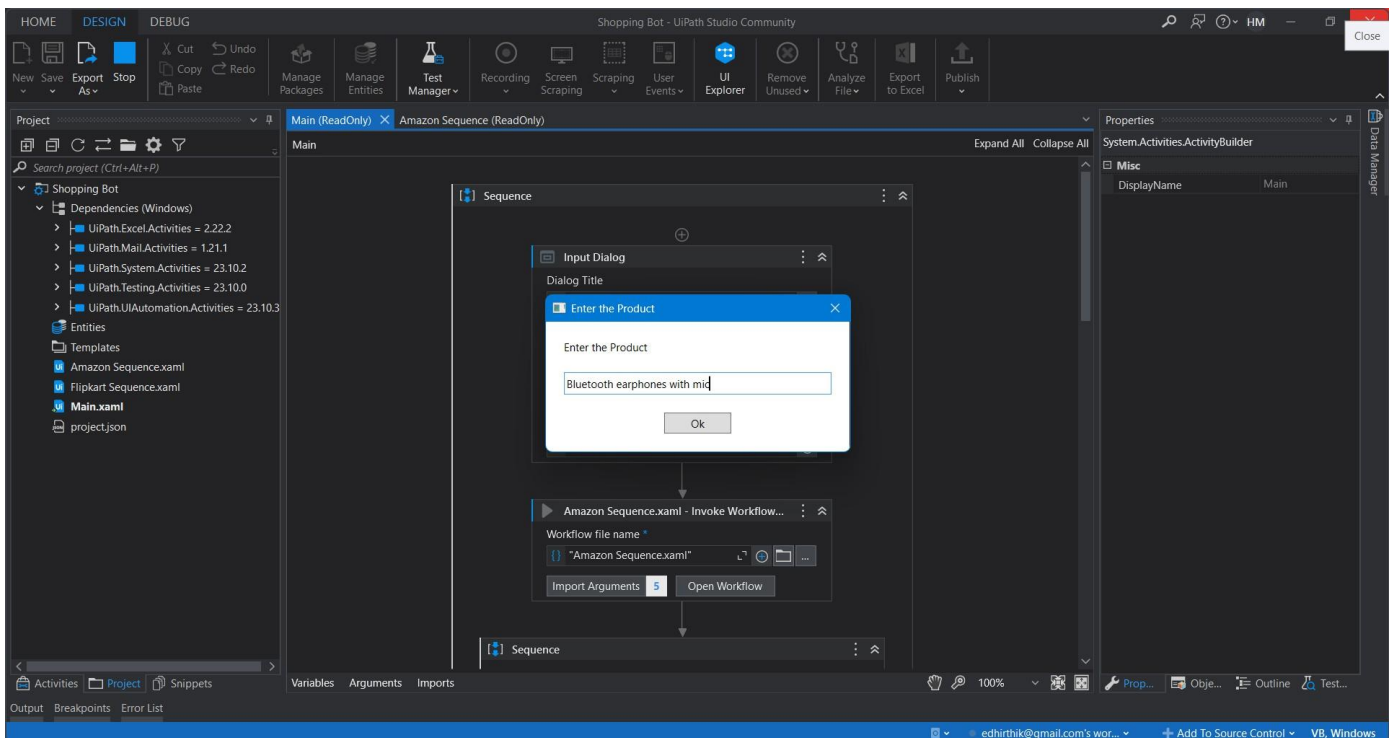 HOME DESIGN DEBUG Shopping Bot - UiPath Studio Community HM
Close
New Save Export As Stop Cut Undo Copy Redo Paste
Manage Packages Manage Entities Test Manager Recording Screen Scraping Scraping User Events UI Explorer Remove Unused Analyze File Export to Excel Publish
Project
Search project (Ctrl+Alt+P)
Shopping Bot
Dependencies (Windows)
UiPath.Excel.Activities = 2.22.2
UiPath.Mail.Activities = 1.21.1
UiPath.System.Activities = 23.10.2
UiPath.Testing.Activities = 23.10.0
UiPath.UIAutomation.Activities = 23.10.3
Entities
Templates
Amazon Sequence.xaml
Flipkart Sequence.xaml
Main.xaml
project.json
Main (ReadOnly) Amazon Sequence (ReadOnly)
Main Expand All Collapse All
Sequence
Input Dialog
Dialog Title
Enter the Product
Enter the Product
Bluetooth earphones with mic
Ok
Amazon Sequence.xaml - Invoke Workflow...
Workflow file name *
"Amazon Sequence.xaml" ...
Import Arguments 5 Open Workflow
Sequence
Properties
System.Activities.ActivityBuilder
Misc
DisplayName Main
Data Manager
Activities Project Snippets
Variables Arguments Imports 100%
Prop... Obje... Outline Test...
Output Breakpoints Error List
edhirthik@gmail.com's wor... Add To Source Control VB, Windows